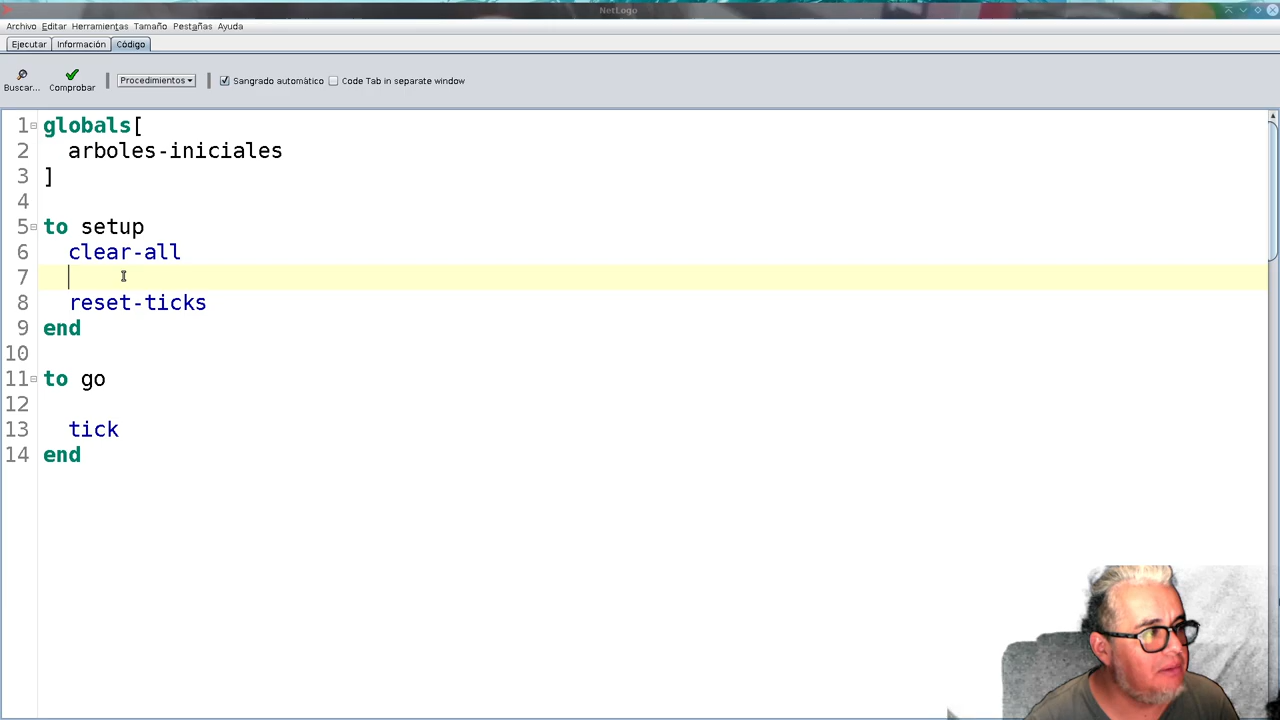 NetLogo
Archivo Editar Herramientas Tamaño Pestañas Ayuda
Ejecutar Información Código
Buscar... Comprobar Procedimientos Sangrado automático Code Tab in separate window
1 globals[
2 arboles-iniciales
3 ]
4
5 to setup
6 clear-all
7
8 reset-ticks
9 end
10
11 to go
12
13 tick
14 end